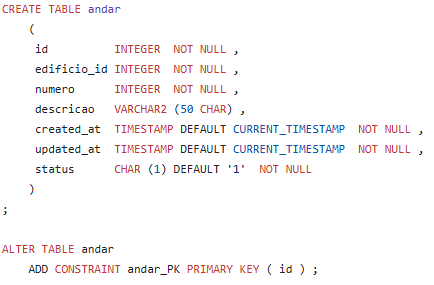 CREATE TABLE andar
(
id INTEGER NOT NULL ,
edificio_id INTEGER NOT NULL ,
numero INTEGER NOT NULL ,
descricao VARCHAR2 (50 CHAR) ,
created_at TIMESTAMP DEFAULT CURRENT_TIMESTAMP NOT NULL ,
updated_at TIMESTAMP DEFAULT CURRENT_TIMESTAMP NOT NULL ,
status CHAR (1) DEFAULT '1' NOT NULL
)
;
ALTER TABLE andar
ADD CONSTRAINT andar_PK PRIMARY KEY ( id ) ;